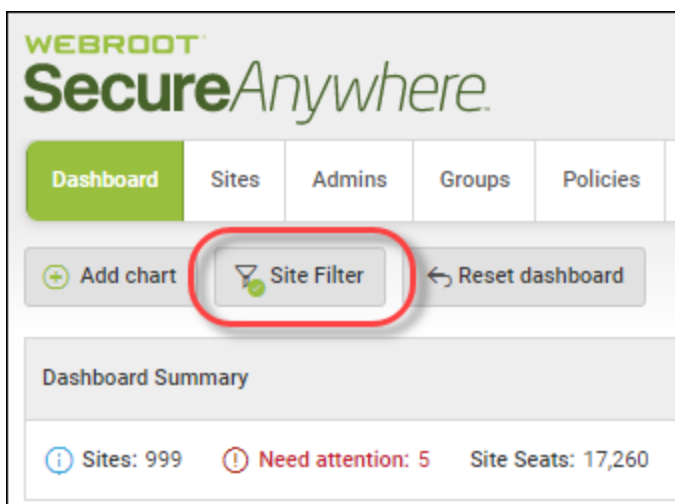 WEBROOT
SecureAnywhere.
Dashboard Sites Admins Groups Policies
Add chart Site Filter Reset dashboard
Dashboard Summary
Sites: 999 Need attention: 5 Site Seats: 17,260